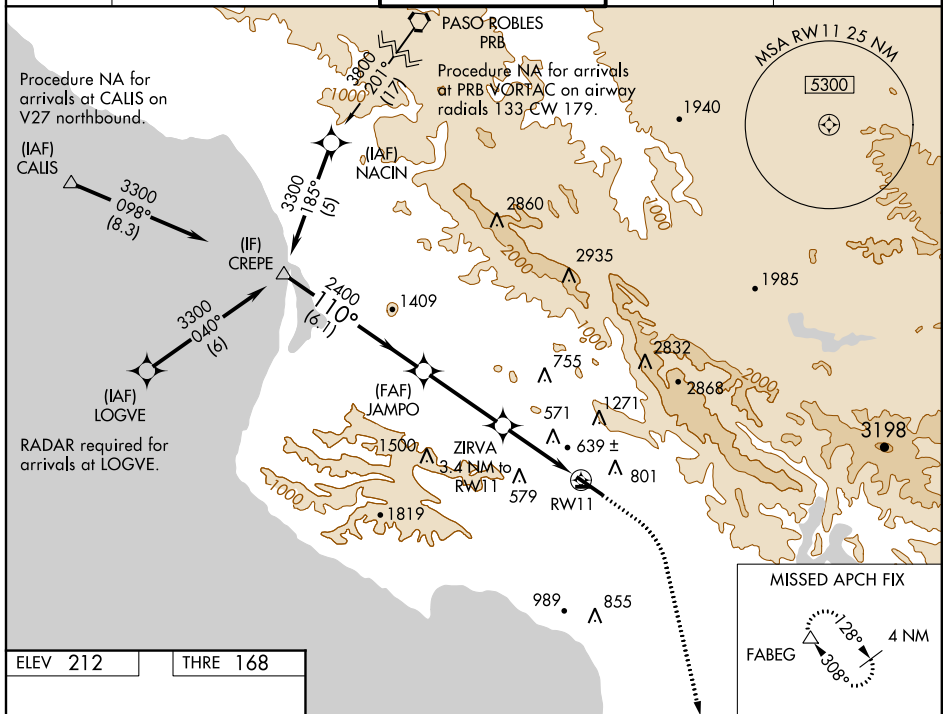 PASO ROBLES
PRB
MSA RW11 25 NM
5300
Procedure NA for
arrivals at CALIS on
V27 northbound.
3800
201°
(17)
1000
Procedure NA for arrivals
at PRB VORTAC on airway
radials 133 CW 179.
1940
(IAF)
CALIS
3300
098°
(8.3)
(IAF)
NACIN
3300
185°
(5)
1000
2860
2000
2935
1985
(IF)
CREPE
2400
110°
(6.1)
1409
1000
3300
040°
(6)
(IAF)
LOGVE
RADAR required for
arrivals at LOGVE.
(FAF)
JAMPO
755
2832
2868
2000
1271
571
639 ±
3198
1500
ZIRVA
3.4 NM to
RW11
579
801
RW11
1000
1819
989
855
MISSED APCH FIX
FABEG
128°
308°
4 NM
ELEV 212
THRE 168